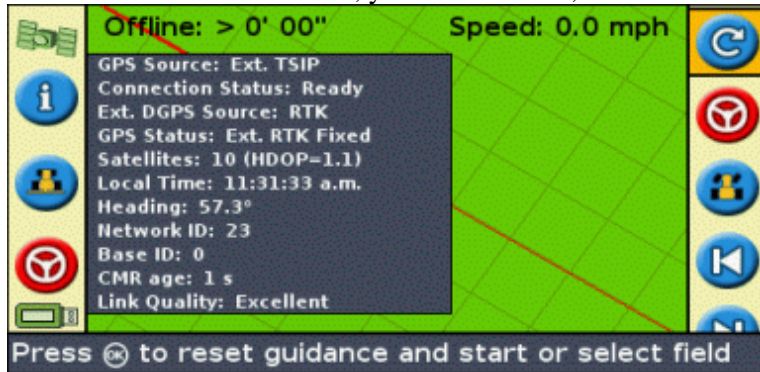 Offline: > 0' 00" Speed: 0.0 mph
GPS Source: Ext. TSIP
Connection Status: Ready
Ext. DGPS Source: RTK
GPS Status: Ext. RTK Fixed
Satellites: 10 (HDOP=1.1)
Local Time: 11:31:33 a.m.
Heading: 57.3°
Network ID: 23
Base ID: 0
CMR age: 1 s
Link Quality: Excellent
Press OK to reset guidance and start or select field